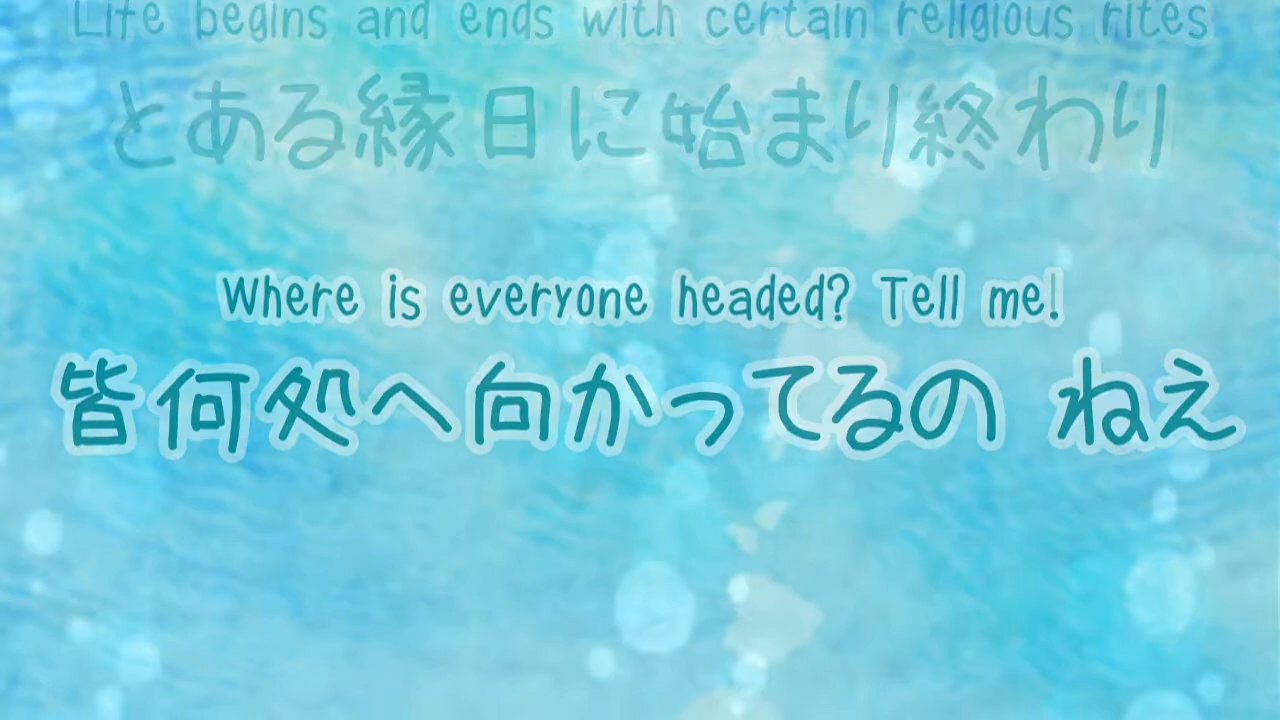 Life begins and ends with certain religious rites
とある縁日に始まり終わり
Where is everyone headed? Tell me!
皆何処へ向かってるの ねえ